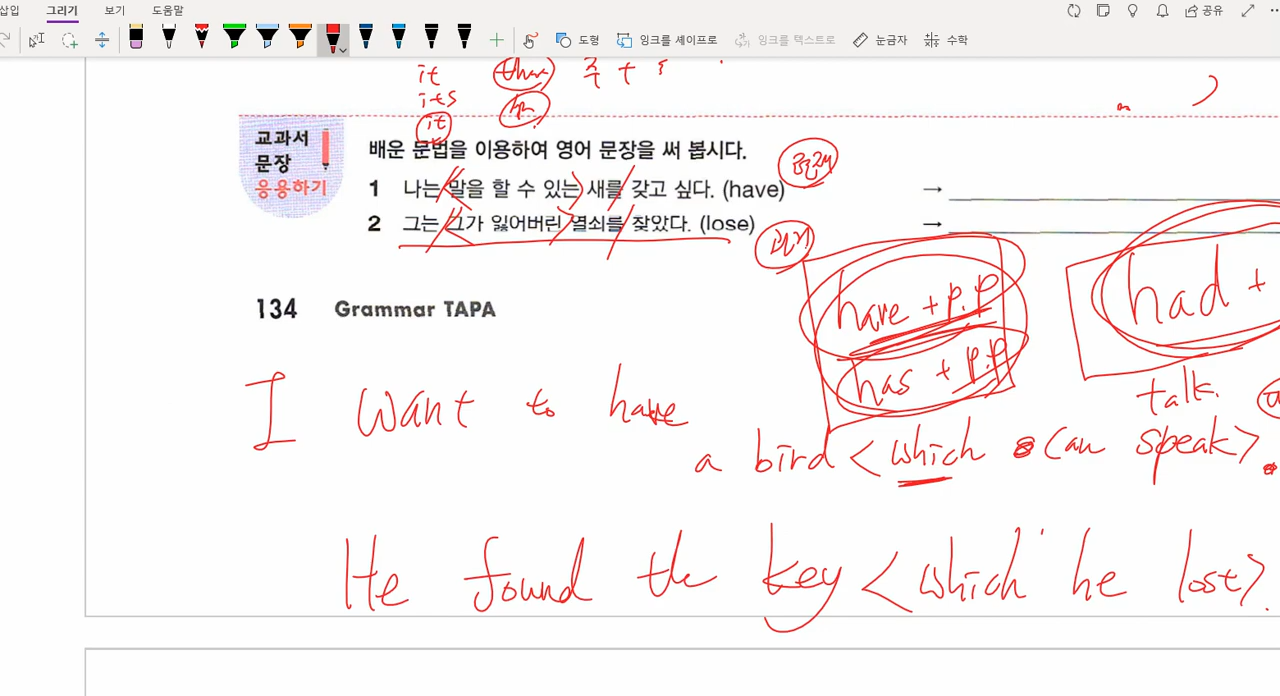 삽입 그리기 보기 도움말 공유
도형 잉크를 셰이프로 잉크를 텍스트로 눈금자 수학
it than 주 +
its
it
교과서
문장
응용하기
배운 문법을 이용하여 영어 문장을 써 봅시다.
현재
1 나는 말을 할 수 있는 새를 갖고 싶다. (have) →
2 그는 그가 잃어버린 열쇠를 찾았다. (lose) →
과거
have + p.p
had +
has + p.p
134 Grammar TAPA
talk.
I want to have
a bird < which can speak>.
He found the key < which he lost>.